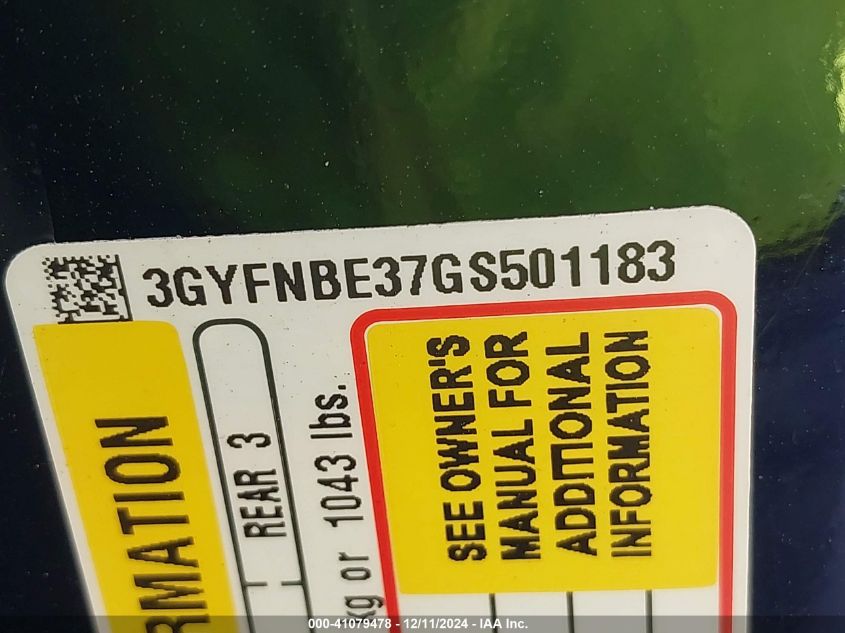 3GYFNBE37GS501183
RMATION
REAR 3
kg or 1043 lbs.
SEE OWNER'S
MANUAL FOR
ADDITIONAL
INFORMATION
000-41079478 - 12/11/2024 - IAA Inc.